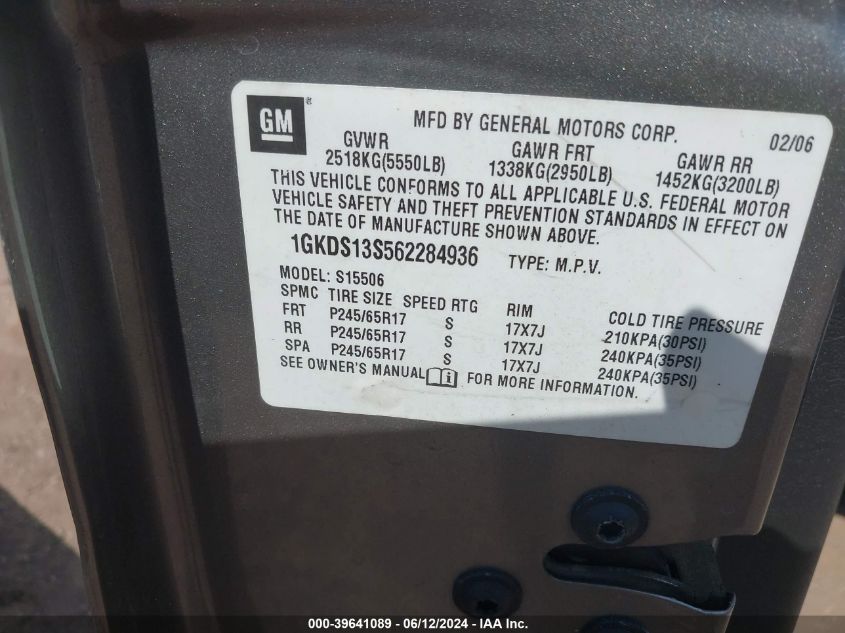 GM ®
MFD BY GENERAL MOTORS CORP. 02/06
GVWR GAWR FRT GAWR RR
2518KG(5550LB) 1338KG(2950LB) 1452KG(3200LB)
THIS VEHICLE CONFORMS TO ALL APPLICABLE U.S. FEDERAL MOTOR
VEHICLE SAFETY AND THEFT PREVENTION STANDARDS IN EFFECT ON
THE DATE OF MANUFACTURE SHOWN ABOVE.
1GKDS13S562284936 TYPE: M.P.V.
MODEL: S15506
SPMC TIRE SIZE SPEED RTG RIM COLD TIRE PRESSURE
FRT P245/65R17 S 17X7J 210KPA(30PSI)
RR P245/65R17 S 17X7J 240KPA(35PSI)
SPA P245/65R17 S 17X7J 240KPA(35PSI)
SEE OWNER'S MANUAL i FOR MORE INFORMATION.
000-39641089 - 06/12/2024 - IAAI Inc.